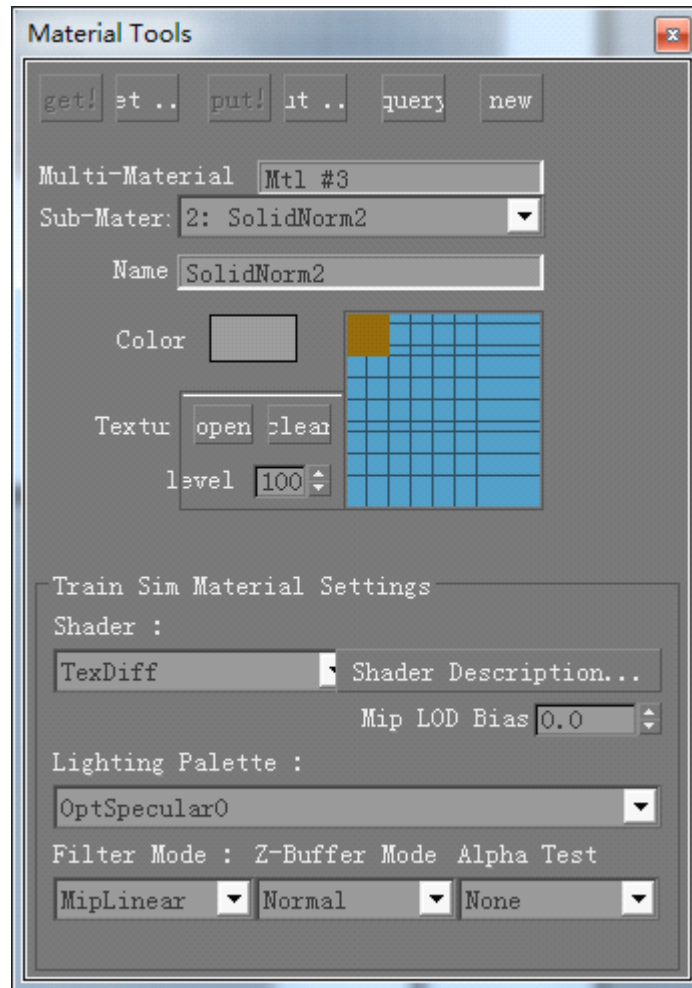 Material Tools
get! et .. put! ut .. query new
Multi-Material Mtl #3
Sub-Mater: 2: SolidNorm2
Name SolidNorm2
Color
Textu open clear
level 100
Train Sim Material Settings
Shader :
TexDiff Shader Description...
Mip LOD Bias 0.0
Lighting Palette :
OptSpecular0
Filter Mode : Z-Buffer Mode Alpha Test
MipLinear Normal None